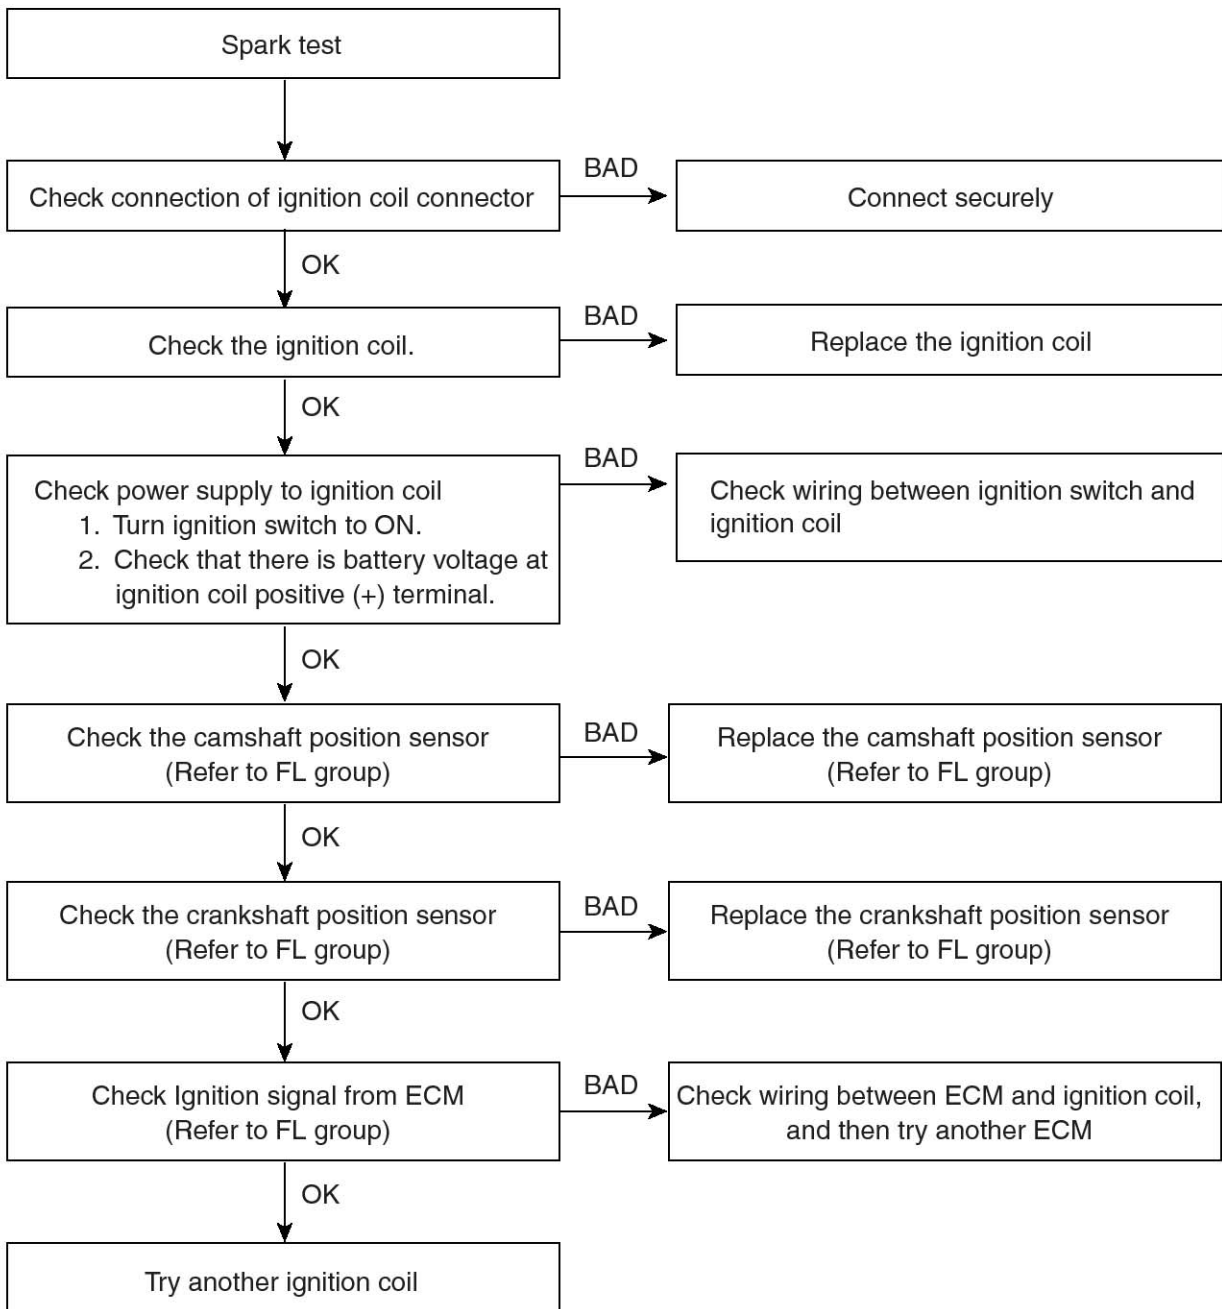 Spark test
Check connection of ignition coil connector
BAD
Connect securely
OK
Check the ignition coil.
BAD
Replace the ignition coil
OK
Check power supply to ignition coil
1. Turn ignition switch to ON.
2. Check that there is battery voltage at
ignition coil positive (+) terminal.
BAD
Check wiring between ignition switch and
ignition coil
OK
Check the camshaft position sensor
(Refer to FL group)
BAD
Replace the camshaft position sensor
(Refer to FL group)
OK
Check the crankshaft position sensor
(Refer to FL group)
BAD
Replace the crankshaft position sensor
(Refer to FL group)
OK
Check Ignition signal from ECM
(Refer to FL group)
BAD
Check wiring between ECM and ignition coil,
and then try another ECM
OK
Try another ignition coil